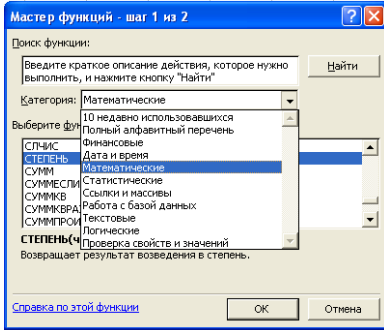 Мастер функций - шаг 1 из 2
Поиск функции:
Введите краткое описание действия, которое нужно
выполнить, и нажмите кнопку "Найти"
Найти
Категория: Математические
10 недавно использовавшихся
Полный алфавитный перечень
Финансовые
Дата и время
Математические
Статистические
Ссылки и массивы
Работа с базой данных
Текстовые
Логические
Проверка свойств и значений
Выберите фун
СЛЧИС
СТЕПЕНЬ
СУММ
СУММЕСЛИ
СУММКВ
СУММКВРА
СУММПРОИ
СТЕПЕНЬ(ч
Возвращает результат возведения в степень.
Справка по этой функции
ОК
Отмена